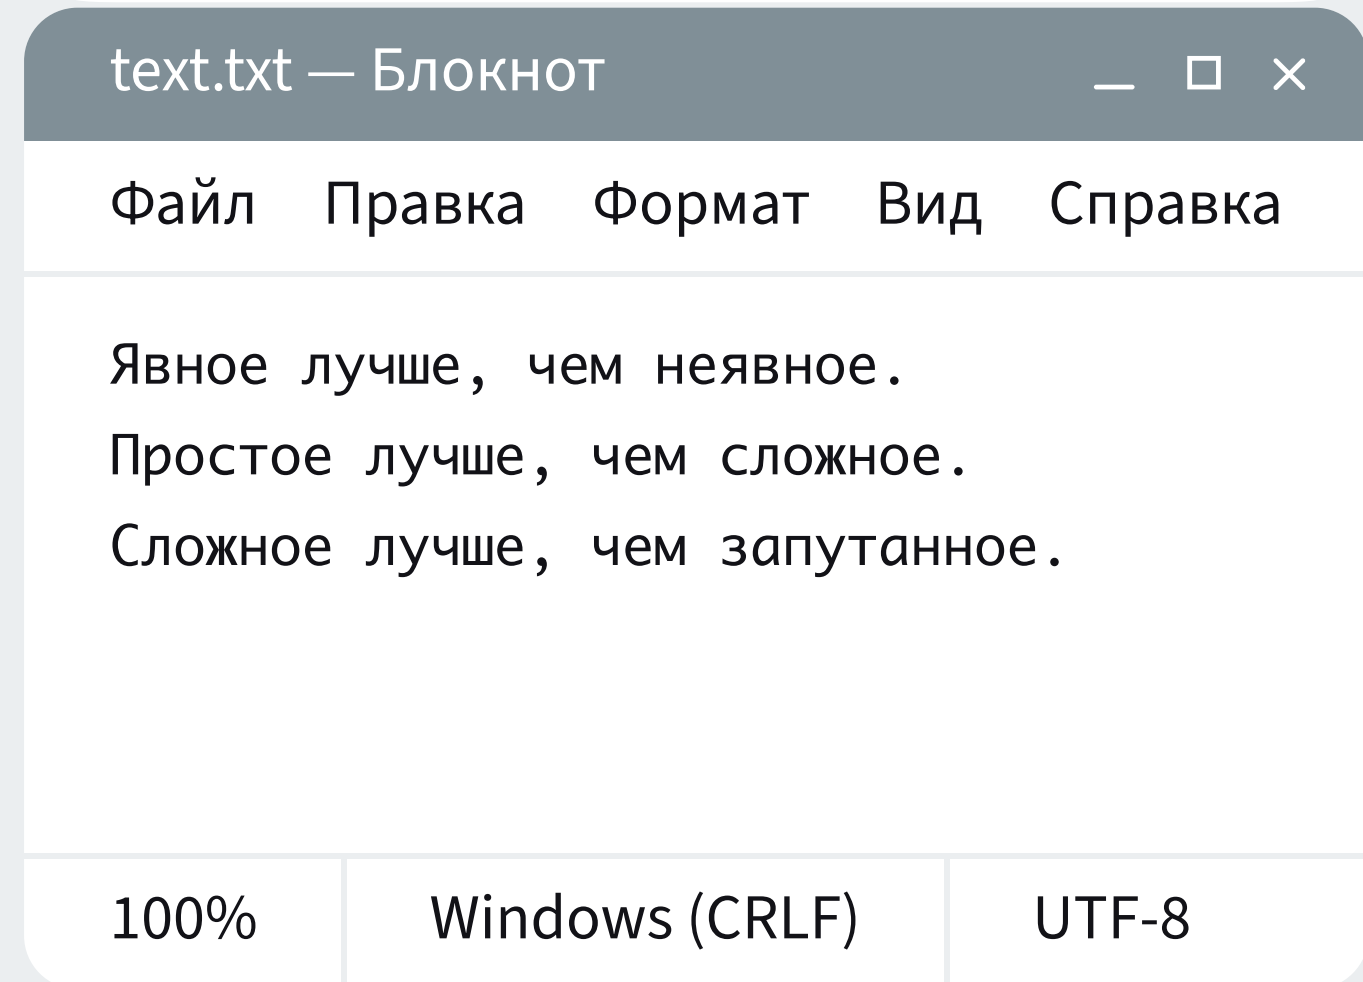 text.txt — Блокнот
Файл Правка Формат Вид Справка
Явное лучше, чем неявное.
Простое лучше, чем сложное.
Сложное лучше, чем запутанное.
100% Windows (CRLF) UTF-8